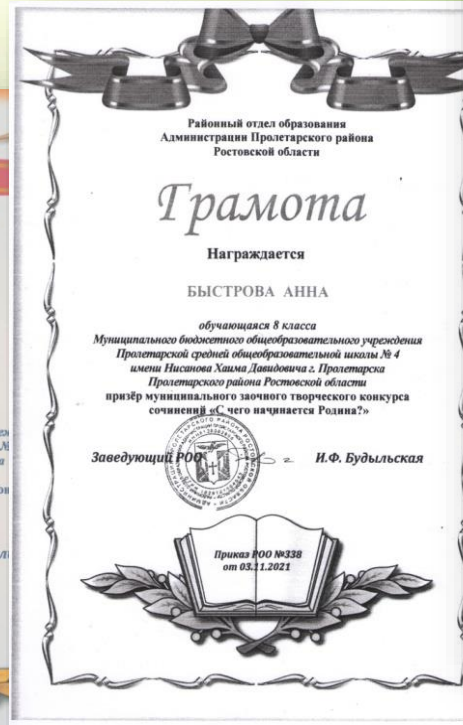 Районный отдел образования
Администрации Пролетарского района
Ростовской области
Грамота
Награждается
БЫСТРОВА АННА
обучающаяся 8 класса
Муниципального бюджетного общеобразовательного учреждения
Пролетарской средней общеобразовательной школы № 4
имени Нисанова Хаима Давидовича г. Пролетарска
Пролетарского района Ростовской области
призёр муниципального заочного творческого конкурса
сочинений «С чего начинается Родина?»
Заведующий РОО И.Ф. Будыльская
Приказ РОО №338
от 03.11.2021